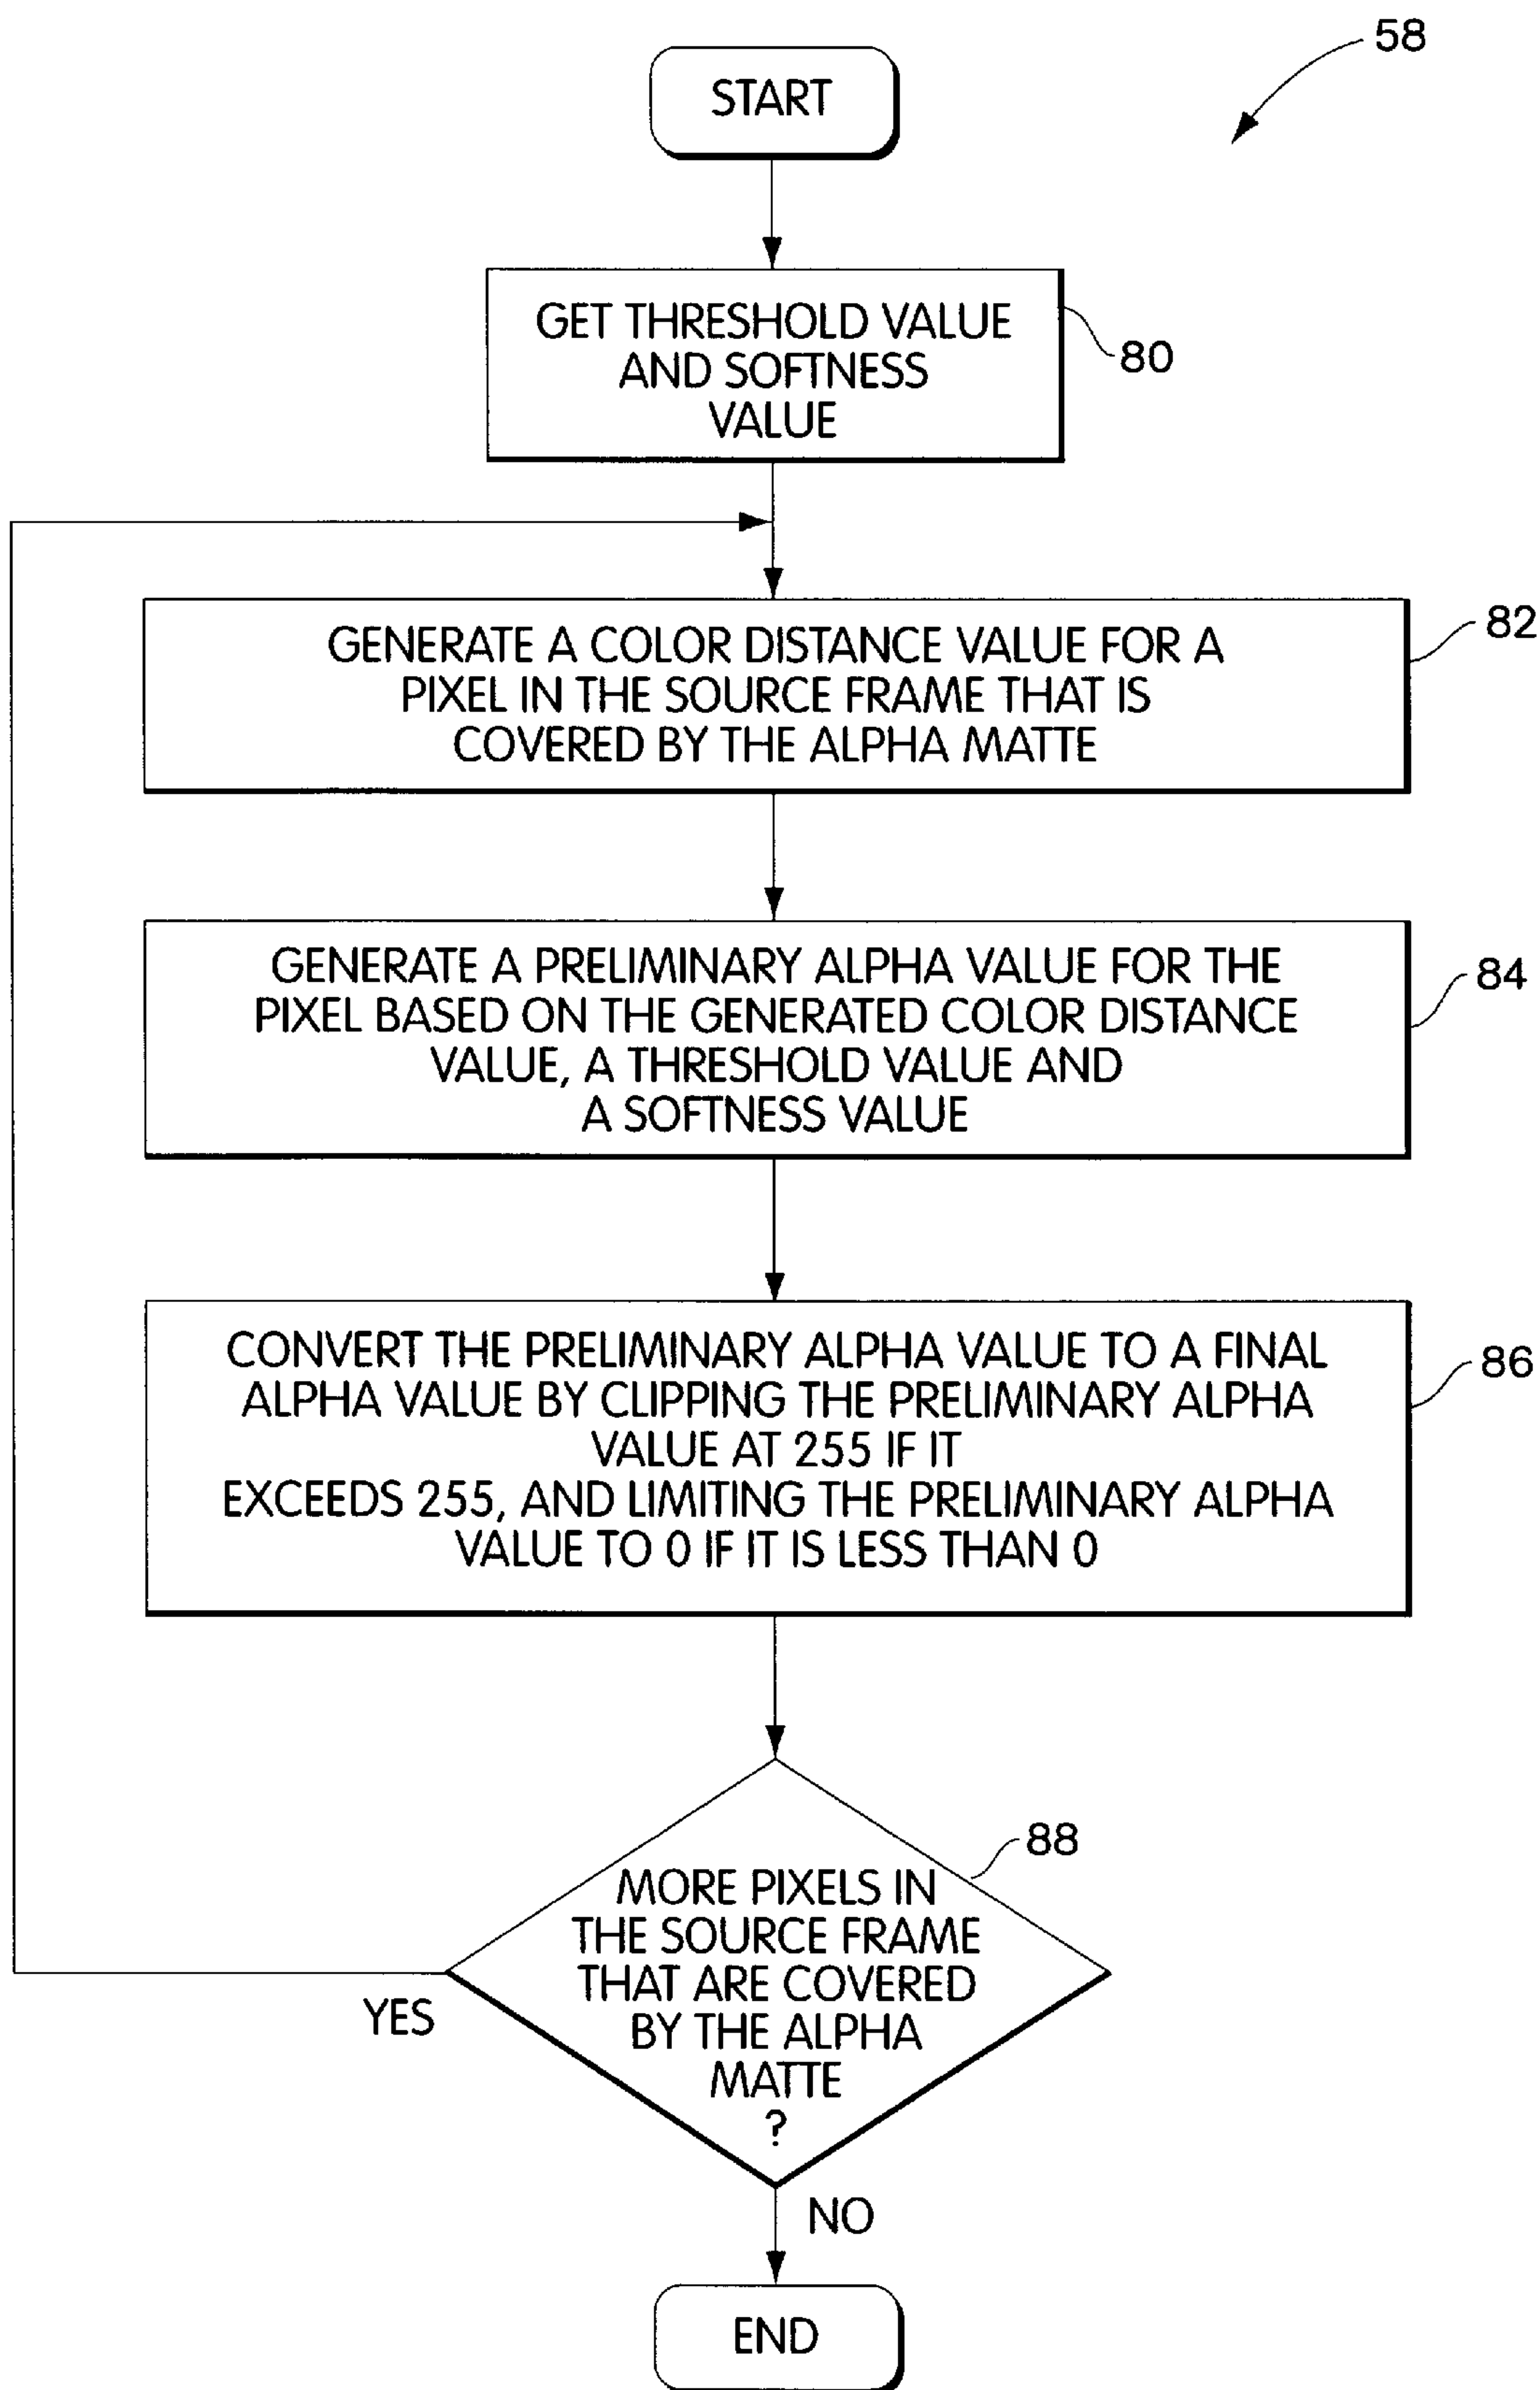 58
START
GET THRESHOLD VALUE
AND SOFTNESS
VALUE
80
GENERATE A COLOR DISTANCE VALUE FOR A
PIXEL IN THE SOURCE FRAME THAT IS
COVERED BY THE ALPHA MATTE
82
GENERATE A PRELIMINARY ALPHA VALUE FOR THE
PIXEL BASED ON THE GENERATED COLOR DISTANCE
VALUE, A THRESHOLD VALUE AND
A SOFTNESS VALUE
84
CONVERT THE PRELIMINARY ALPHA VALUE TO A FINAL
ALPHA VALUE BY CLIPPING THE PRELIMINARY ALPHA
VALUE AT 255 IF IT
EXCEEDS 255, AND LIMITING THE PRELIMINARY ALPHA
VALUE TO 0 IF IT IS LESS THAN 0
86
MORE PIXELS IN
THE SOURCE FRAME
THAT ARE COVERED
BY THE ALPHA
MATTE
?
88
YES
NO
END